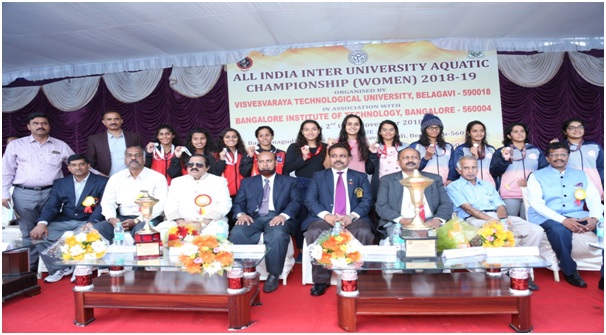 ALL INDIA INTER UNIVERSITY AQUATIC
CHAMPIONSHIP (WOMEN) 2018-19
ORGANISED BY
VISVESVARAYA TECHNOLOGICAL UNIVERSITY, BELAGAVI - 590018
IN ASSOCIATION WITH
BANGALORE INSTITUTE OF TECHNOLOGY, BANGALORE - 560004